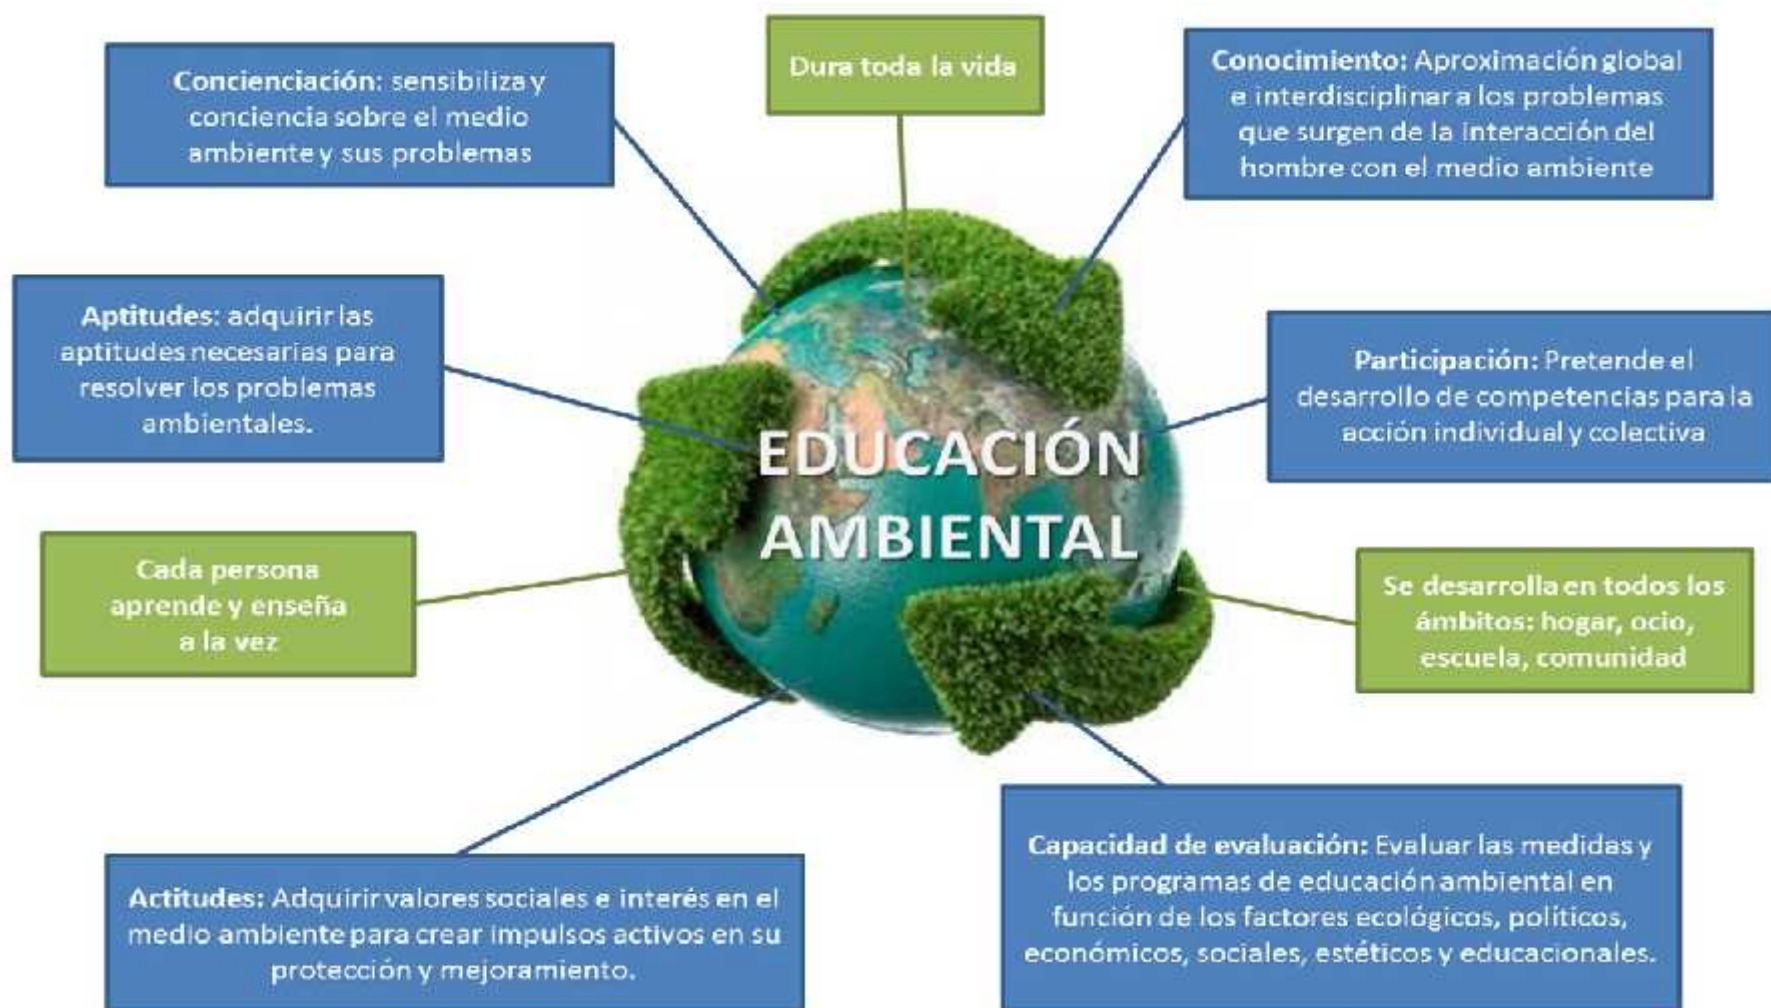 Concienciación: sensibiliza y
conciencia sobre el medio
ambiente y sus problemas
Dura toda la vida
Conocimiento: Aproximación global
e interdisciplinar a los problemas
que surgen de la interacción del
hombre con el medio ambiente
Aptitudes: adquirir las
aptitudes necesarias para
resolver los problemas
ambientales.
Participación: Pretende el
desarrollo de competencias para la
acción individual y colectiva
EDUCACIÓN
AMBIENTAL
Cada persona
aprende y enseña
a la vez
Se desarrolla en todos los
ámbitos: hogar, ocio,
escuela, comunidad
Actitudes: Adquirir valores sociales e interés en el
medio ambiente para crear impulsos activos en su
protección y mejoramiento.
Capacidad de evaluación: Evaluar las medidas y
los programas de educación ambiental en
función de los factores ecológicos, políticos,
económicos, sociales, estéticos y educacionales.